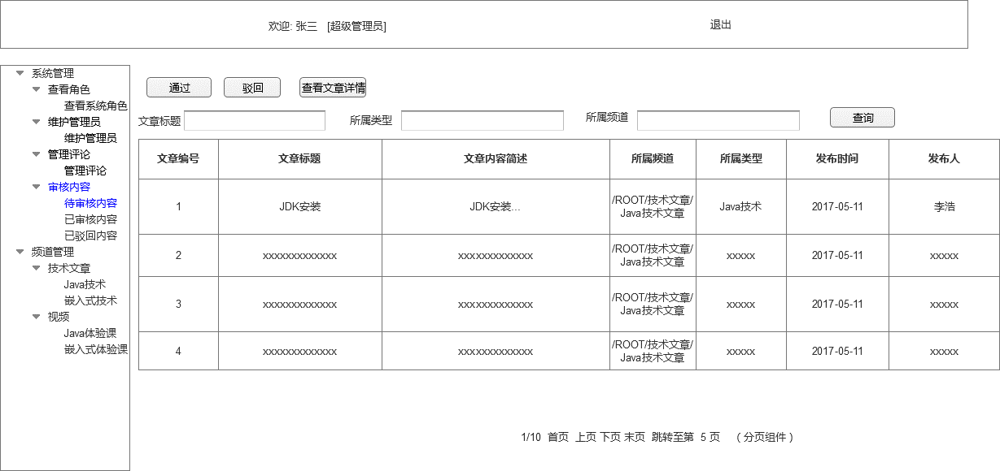 欢迎: 张三 [超级管理员] 退出
系统管理
查看角色
查看系统角色
维护管理员
维护管理员
管理评论
管理评论
审核内容
待审核内容
已审核内容
已驳回内容
频道管理
技术文章
Java技术
嵌入式技术
视频
Java体验课
嵌入式体验课
通过 驳回 查看文章详情
文章标题 所属类型 所属频道 查询
文章编号 文章标题 文章内容简述 所属频道 所属类型 发布时间 发布人
1 JDK安装 JDK安装... /ROOT/技术文章/ Java技术 2017-05-11 李浩
Java技术文章
2 xxxxxxxxxxxxx xxxxxxxxxxxxx /ROOT/技术文章/ xxxxx 2017-05-11 xxxxx
Java技术文章
3 xxxxxxxxxxxxx xxxxxxxxxxxxx /ROOT/技术文章/ xxxxx 2017-05-11 xxxxx
Java技术文章
4 xxxxxxxxxxxxx xxxxxxxxxxxxx /ROOT/技术文章/ xxxxx 2017-05-11 xxxxx
Java技术文章
1/10 首页 上页 下页 末页 跳转至第 5 页 ( 分页组件 )